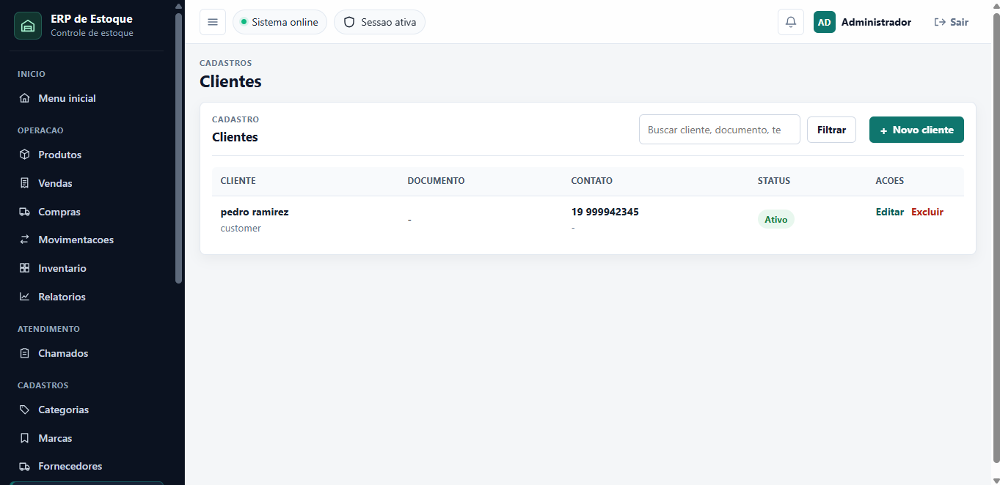 ERP de Estoque
Controle de estoque
INICIO
Menu inicial
OPERACAO
Produtos
Vendas
Compras
Movimentacoes
Inventario
Relatorios
ATENDIMENTO
Chamados
CADASTROS
Categorias
Marcas
Fornecedores
Sistema online
Sessao ativa
AD
Administrador
Sair
CADASTROS
Clientes
CADASTRO
Clientes
Buscar cliente, documento, te
Filtrar
+ Novo cliente
CLIENTE DOCUMENTO CONTATO STATUS ACOES
pedro ramirez
customer
-
19 999942345
-
Ativo
Editar Excluir